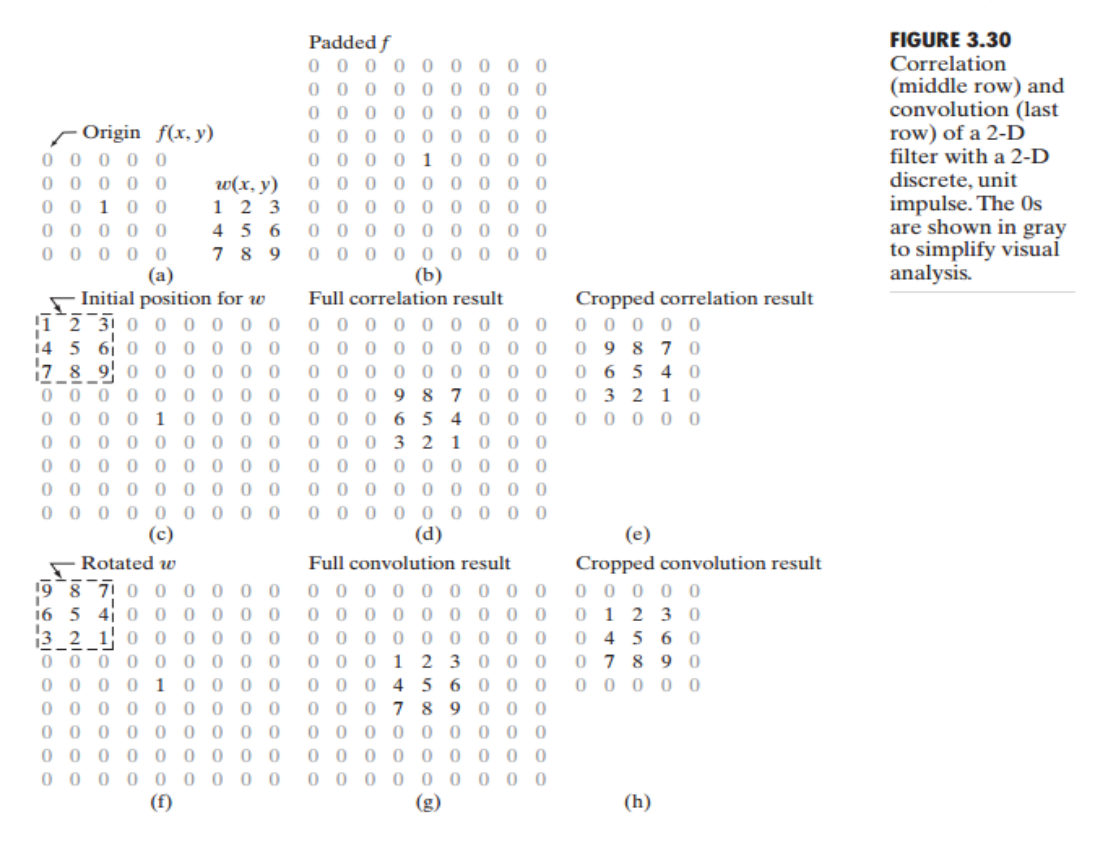 Origin f(x, y)
0 0 0 0 0
0 0 0 0 0
0 0 1 0 0
0 0 0 0 0
0 0 0 0 0
w(x, y)
1 2 3
4 5 6
7 8 9
(a)
Padded f
0 0 0 0 0 0 0 0 0
0 0 0 0 0 0 0 0 0
0 0 0 0 0 0 0 0 0
0 0 0 0 0 0 0 0 0
0 0 0 0 1 0 0 0 0
0 0 0 0 0 0 0 0 0
0 0 0 0 0 0 0 0 0
0 0 0 0 0 0 0 0 0
0 0 0 0 0 0 0 0 0
(b)
FIGURE 3.30
Correlation
(middle row) and
convolution (last
row) of a 2-D
filter with a 2-D
discrete, unit
impulse. The 0s
are shown in gray
to simplify visual
analysis.
Initial position for w
1 2 3 0 0 0 0 0 0
4 5 6 0 0 0 0 0 0
7 8 9 0 0 0 0 0 0
0 0 0 0 0 0 0 0 0
0 0 0 0 1 0 0 0 0
0 0 0 0 0 0 0 0 0
0 0 0 0 0 0 0 0 0
0 0 0 0 0 0 0 0 0
0 0 0 0 0 0 0 0 0
(c)
Full correlation result
0 0 0 0 0 0 0 0 0
0 0 0 0 0 0 0 0 0
0 0 0 0 0 0 0 0 0
0 0 0 9 8 7 0 0 0
0 0 0 6 5 4 0 0 0
0 0 0 3 2 1 0 0 0
0 0 0 0 0 0 0 0 0
0 0 0 0 0 0 0 0 0
0 0 0 0 0 0 0 0 0
(d)
Cropped correlation result
0 0 0 0 0
0 9 8 7 0
0 6 5 4 0
0 3 2 1 0
0 0 0 0 0
(e)
Rotated w
9 8 7 0 0 0 0 0 0
6 5 4 0 0 0 0 0 0
3 2 1 0 0 0 0 0 0
0 0 0 0 0 0 0 0 0
0 0 0 0 1 0 0 0 0
0 0 0 0 0 0 0 0 0
0 0 0 0 0 0 0 0 0
0 0 0 0 0 0 0 0 0
0 0 0 0 0 0 0 0 0
(f)
Full convolution result
0 0 0 0 0 0 0 0 0
0 0 0 0 0 0 0 0 0
0 0 0 0 0 0 0 0 0
0 0 0 1 2 3 0 0 0
0 0 0 4 5 6 0 0 0
0 0 0 7 8 9 0 0 0
0 0 0 0 0 0 0 0 0
0 0 0 0 0 0 0 0 0
0 0 0 0 0 0 0 0 0
(g)
Cropped convolution result
0 0 0 0 0
0 1 2 3 0
0 4 5 6 0
0 7 8 9 0
0 0 0 0 0
(h)